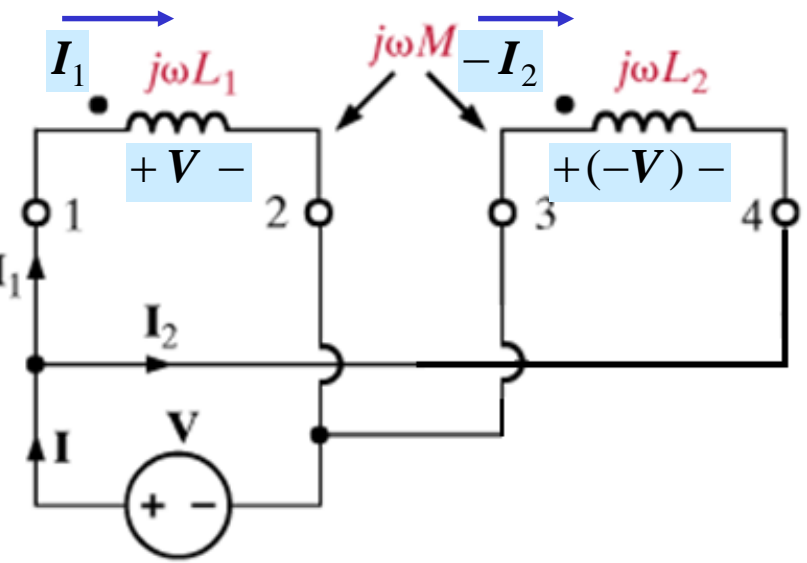 I₁ jωL₁ jωM −I₂ jωL₂
+ V − +(−V) −
1 2 3 4
I₁
I₂
V
I
+ −